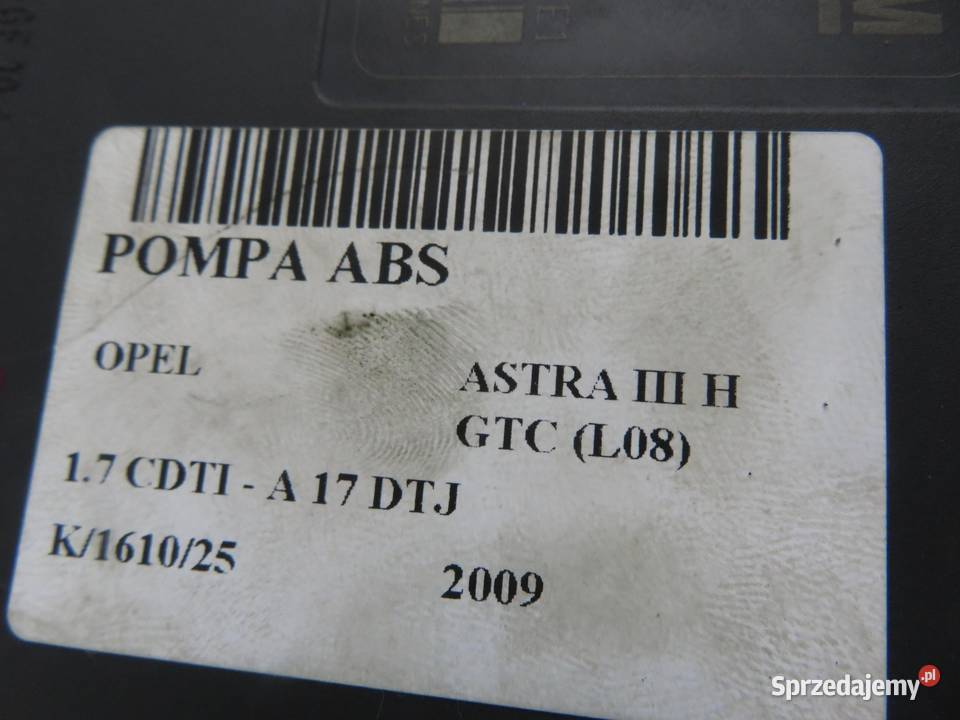 POMPA ABS
OPEL
ASTRA III H
GTC (L08)
1.7 CDTI - A 17 DTJ
K/1610/25
2009
Sprzedajemy.pl